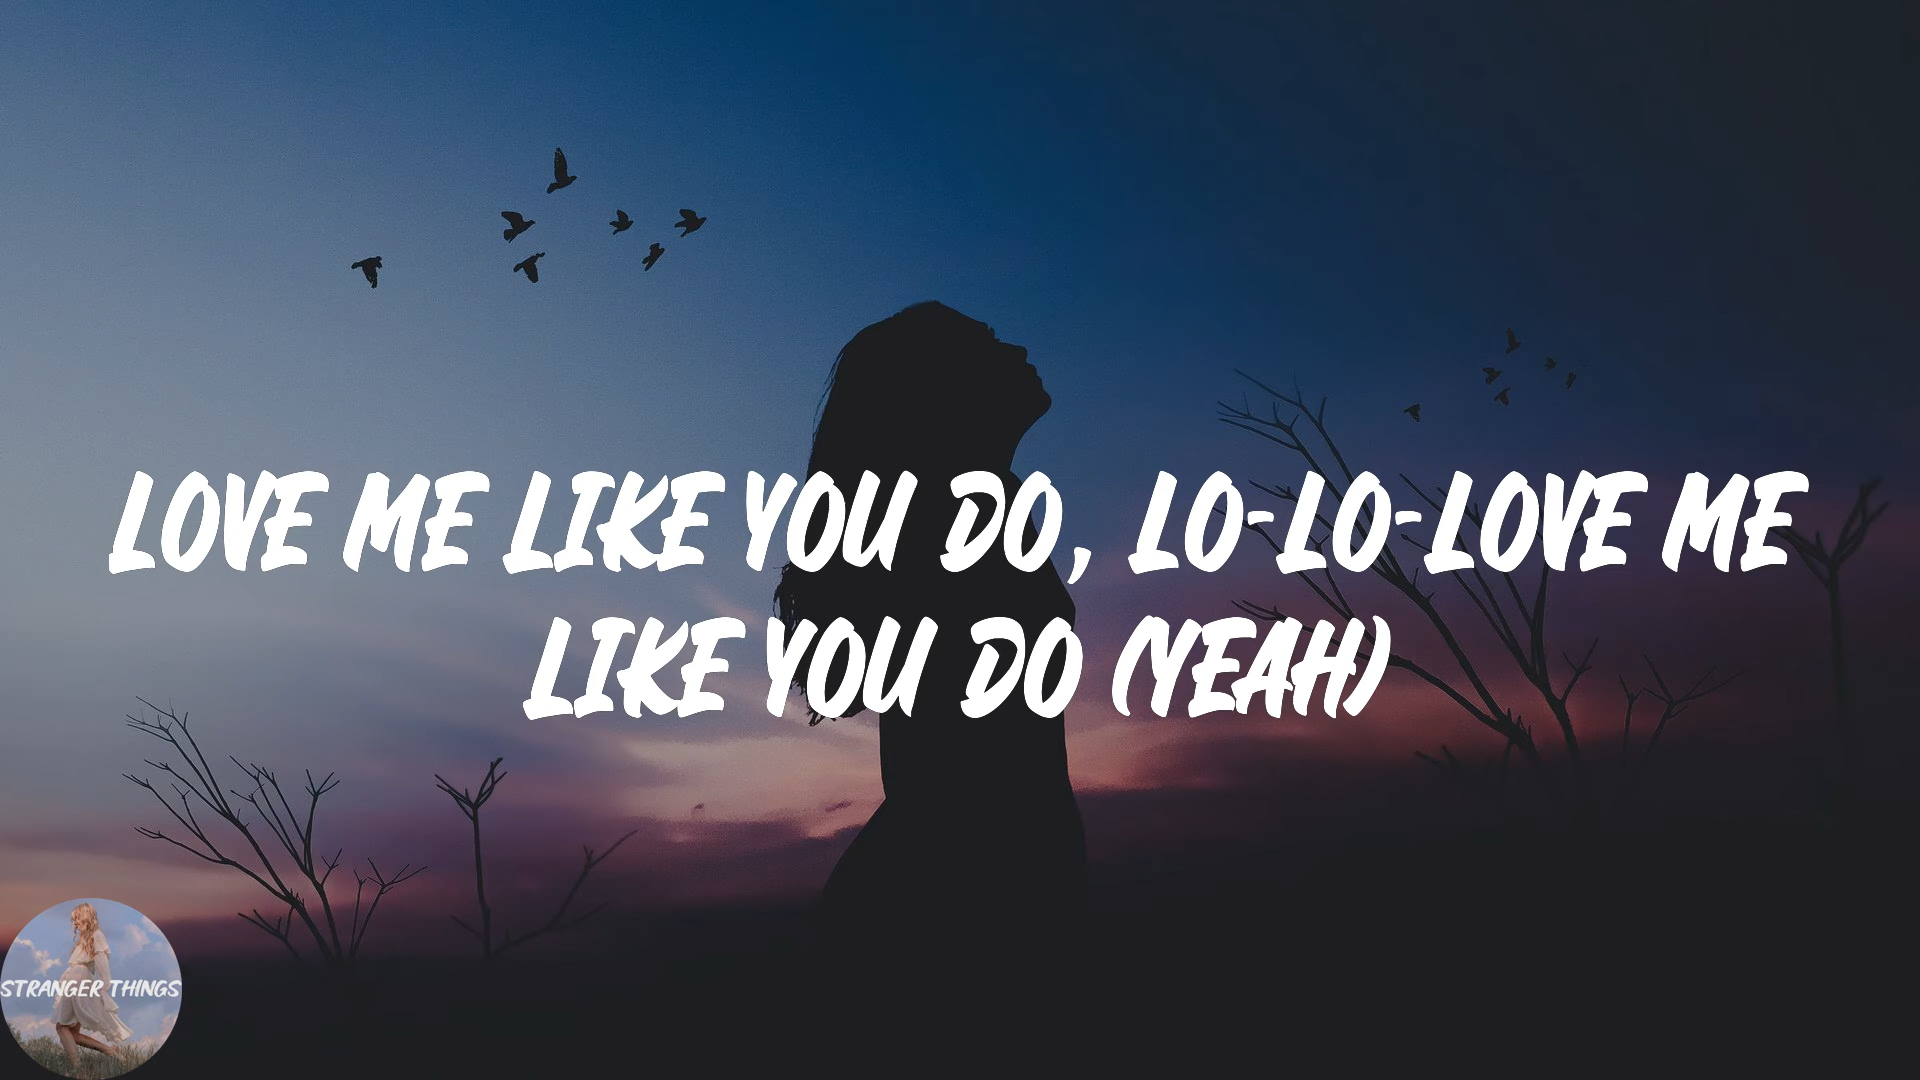 LOVE ME LIKE YOU DO, LO-LO-LOVE ME
LIKE YOU DO (YEAH)
STRANGER THINGS